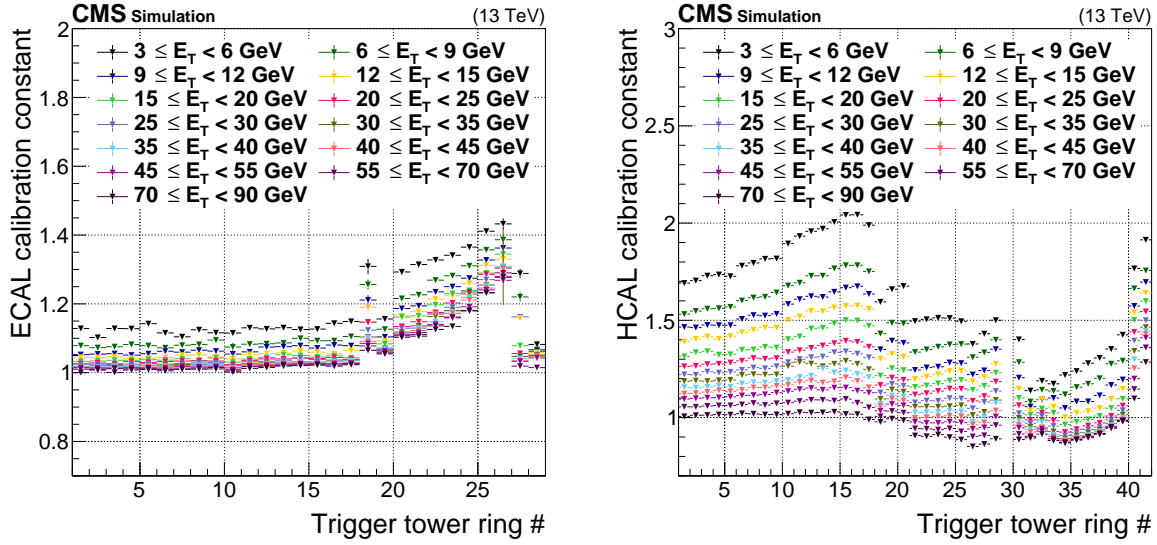 CMS Simulation (13 TeV)
ECAL calibration constant
2
1.8
1.6
1.4
1.2
1
0.8
3 ≤ E_T < 6 GeV 6 ≤ E_T < 9 GeV
9 ≤ E_T < 12 GeV 12 ≤ E_T < 15 GeV
15 ≤ E_T < 20 GeV 20 ≤ E_T < 25 GeV
25 ≤ E_T < 30 GeV 30 ≤ E_T < 35 GeV
35 ≤ E_T < 40 GeV 40 ≤ E_T < 45 GeV
45 ≤ E_T < 55 GeV 55 ≤ E_T < 70 GeV
70 ≤ E_T < 90 GeV
5 10 15 20 25
Trigger tower ring #
CMS Simulation (13 TeV)
HCAL calibration constant
3
2.5
2
1.5
1
3 ≤ E_T < 6 GeV 6 ≤ E_T < 9 GeV
9 ≤ E_T < 12 GeV 12 ≤ E_T < 15 GeV
15 ≤ E_T < 20 GeV 20 ≤ E_T < 25 GeV
25 ≤ E_T < 30 GeV 30 ≤ E_T < 35 GeV
35 ≤ E_T < 40 GeV 40 ≤ E_T < 45 GeV
45 ≤ E_T < 55 GeV 55 ≤ E_T < 70 GeV
70 ≤ E_T < 90 GeV
5 10 15 20 25 30 35 40
Trigger tower ring #